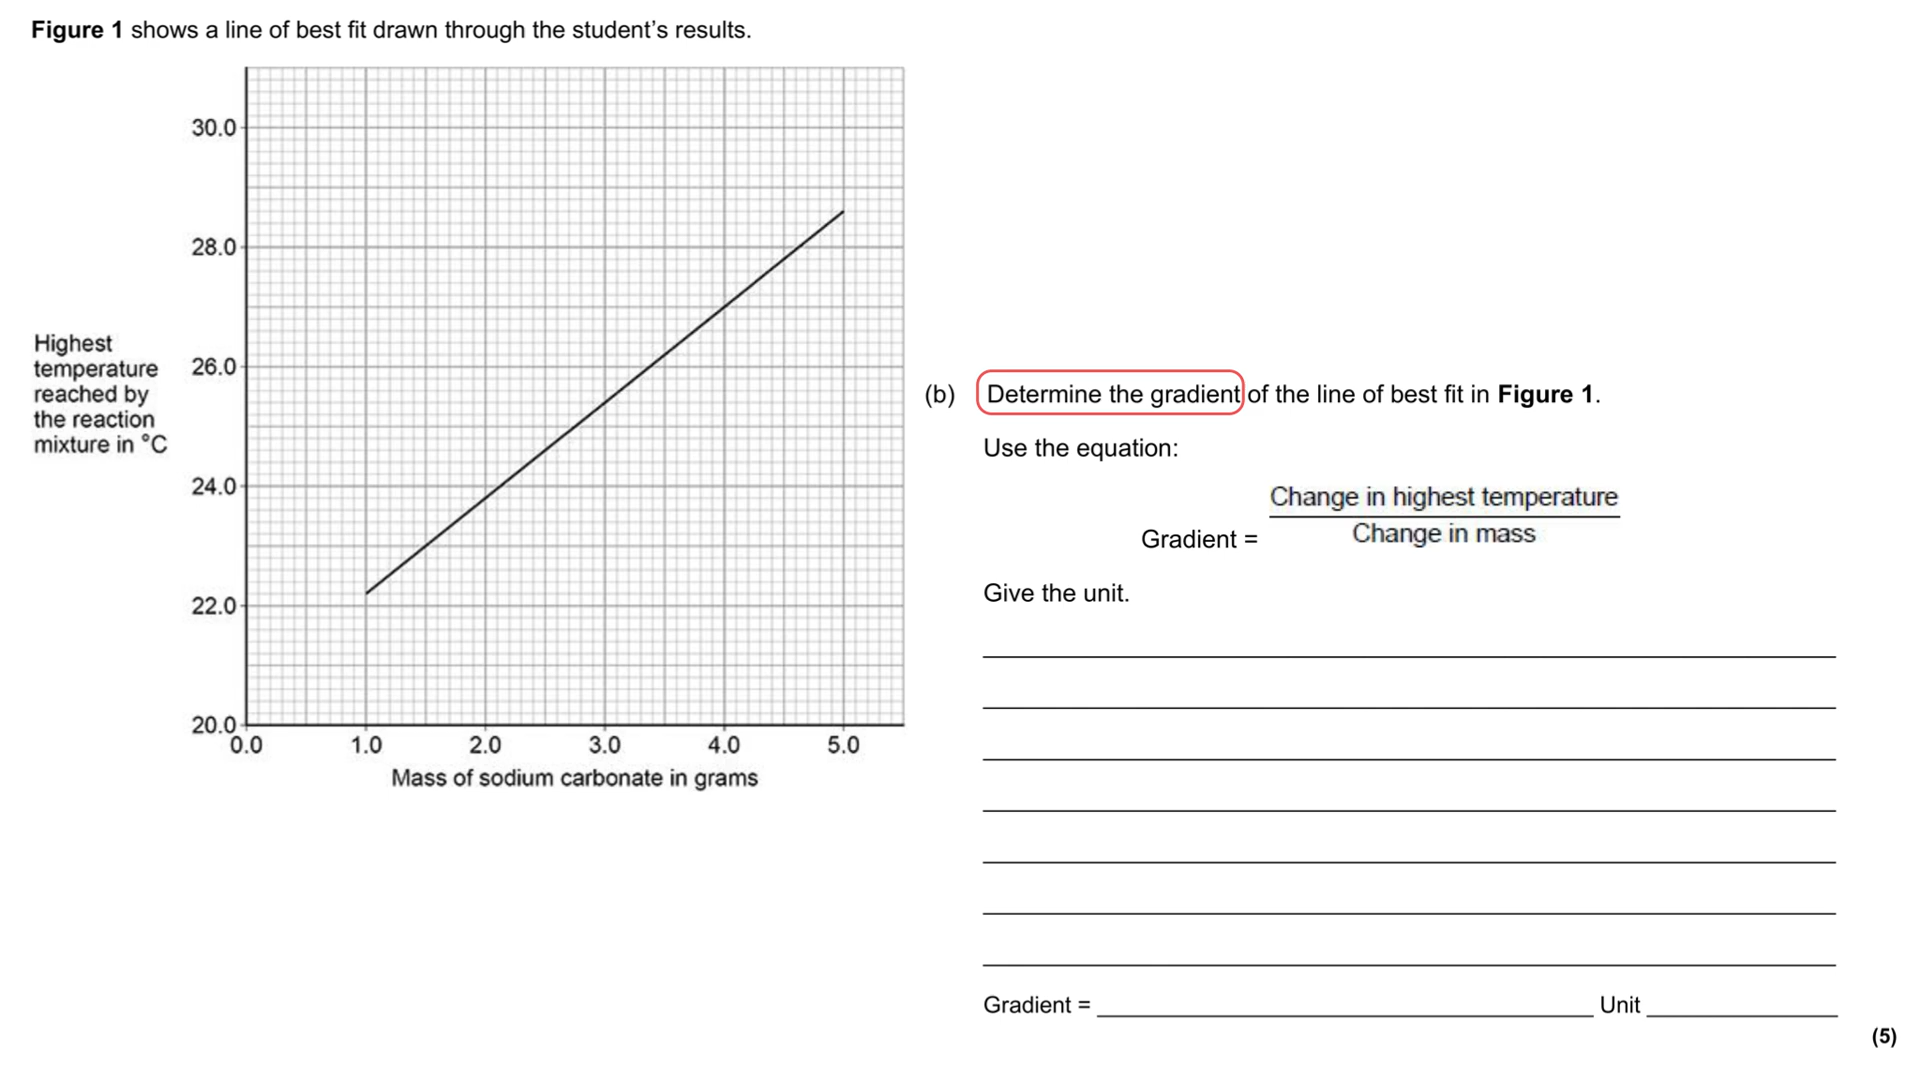 Figure 1 shows a line of best fit drawn through the student’s results.
30.0
28.0
26.0
24.0
22.0
20.0
Highest
temperature
reached by
the reaction
mixture in °C
0.0 1.0 2.0 3.0 4.0 5.0
Mass of sodium carbonate in grams
(b) Determine the gradient of the line of best fit in Figure 1.
Use the equation:
Gradient =
Change in highest temperature
Change in mass
Give the unit.
Gradient = Unit
(5)